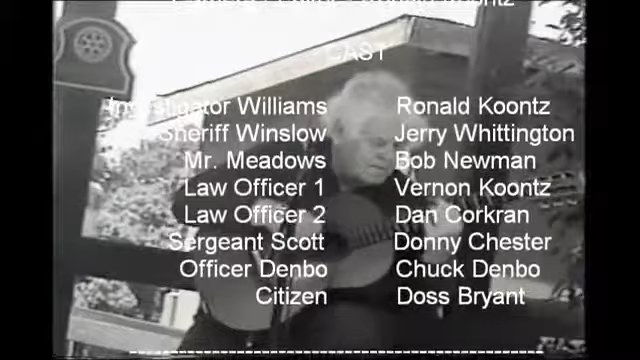 CAST
Investigator Williams Ronald Koontz
Sheriff Winslow Jerry Whittington
Mr. Meadows Bob Newman
Law Officer 1 Vernon Koontz
Law Officer 2 Dan Corkran
Sergeant Scott Donny Chester
Officer Denbo Chuck Denbo
Citizen Doss Bryant